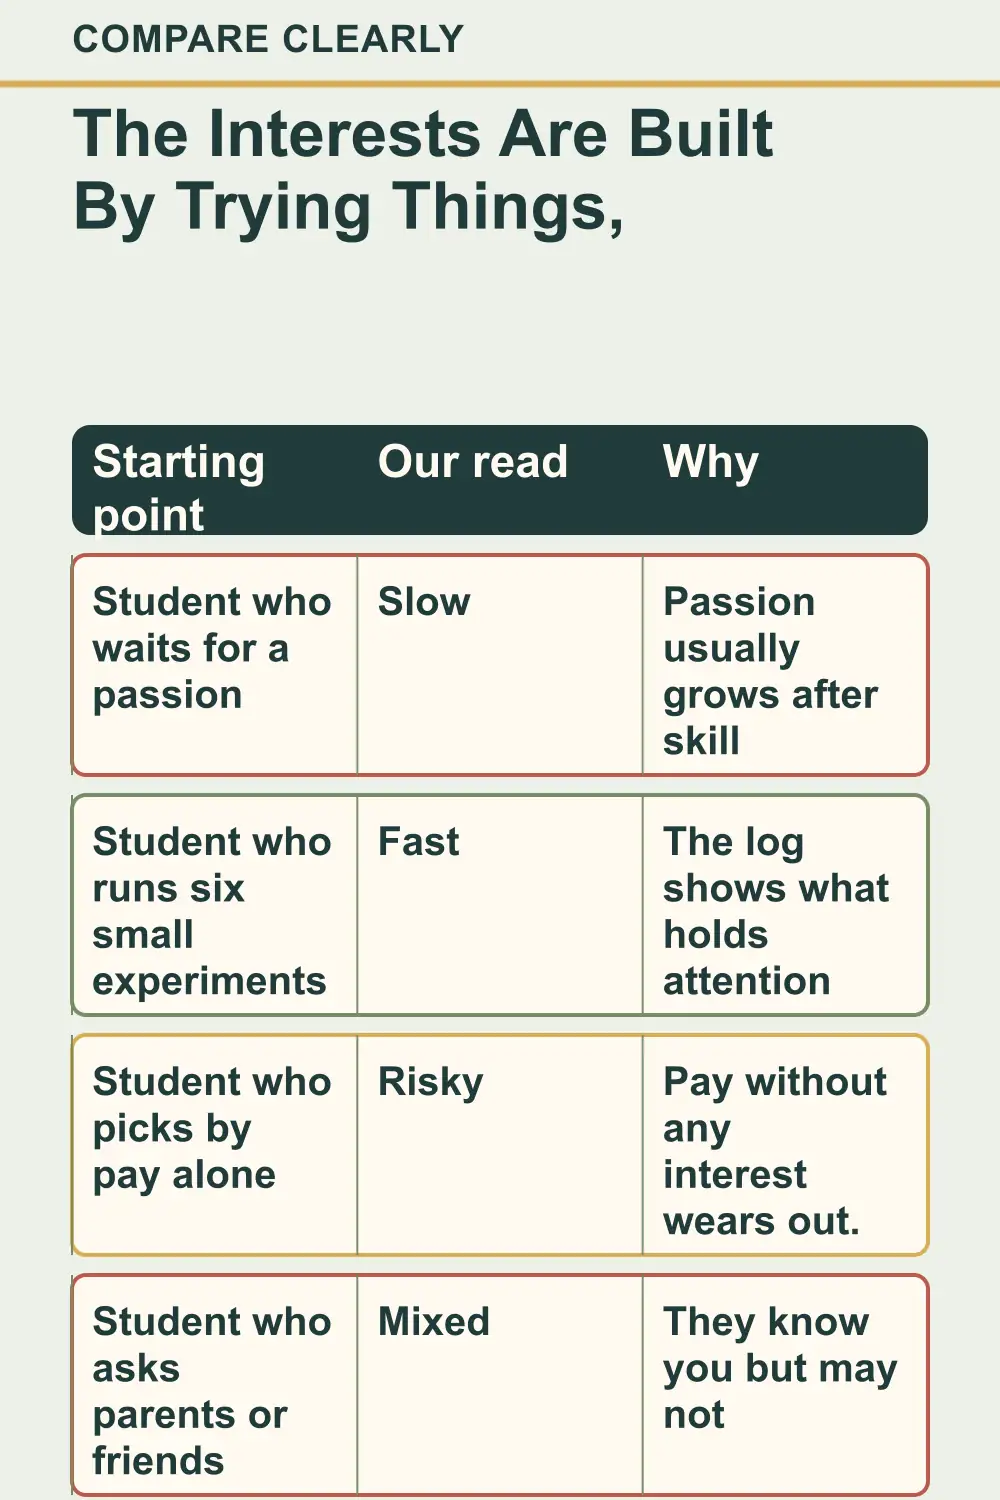 COMPARE CLEARLY
The Interests Are Built
By Trying Things,
Starting
point
Our read
Why
Student who
waits for a
passion
Slow
Passion
usually
grows after
skill
Student who
runs six
small
experiments
Fast
The log
shows what
holds
attention
Student who
picks by
pay alone
Risky
Pay without
any
interest
wears out.
Student who
asks
parents or
friends
Mixed
They know
you but may
not